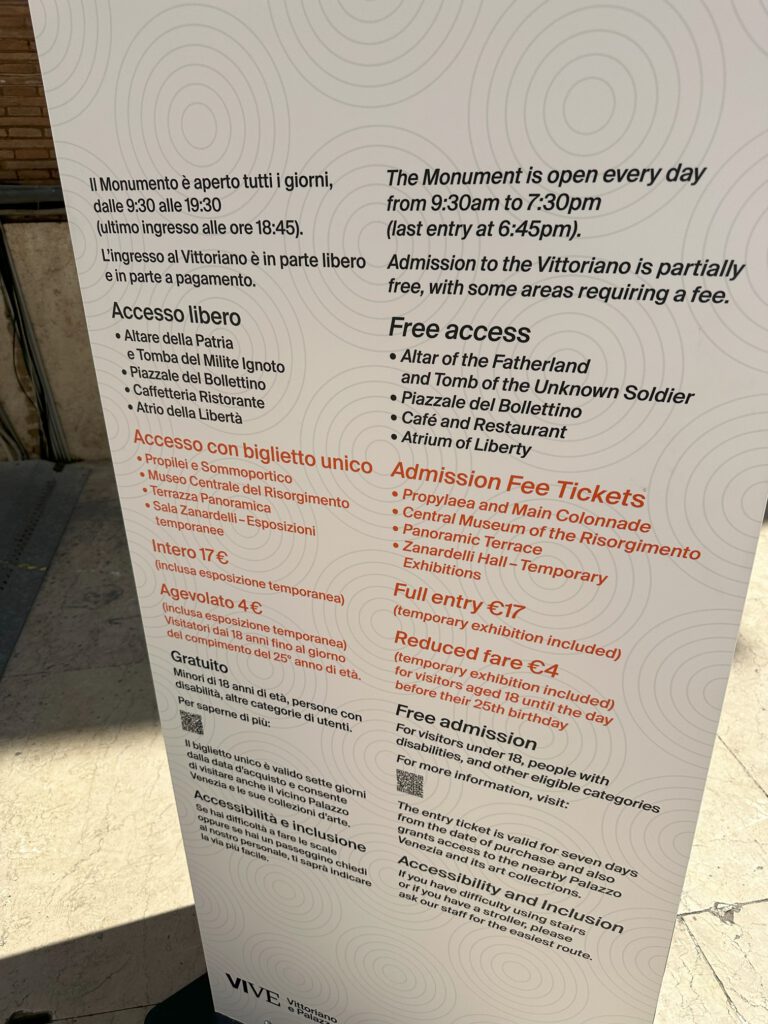 Il Monumento è aperto tutti i giorni,
dalle 9:30 alle 19:30
(ultimo ingresso alle ore 18:45).
L'ingresso al Vittoriano è in parte libero
e in parte a pagamento.
Accesso libero
• Altare della Patria
e Tomba del Milite Ignoto
• Piazzale del Bollettino
• Caffetteria Ristorante
• Atrio della Libertà
Accesso con biglietto unico
• Propilei e Sommoportico
• Museo Centrale del Risorgimento
• Terrazza Panoramica
• Sala Zanardelli – Esposizioni
temporanee
Intero 17 €
(inclusa esposizione temporanea)
Agevolato 4 €
(inclusa esposizione temporanea)
Visitatori dai 18 anni fino al giorno
del compimento del 25° anno di età.
Gratuito
Minori di 18 anni di età, persone con
disabilità, altre categorie di utenti.
Per saperne di più:
Il biglietto unico è valido sette giorni
dalla data d'acquisto e consente
di visitare anche il vicino Palazzo
Venezia e le sue collezioni d'arte.
Accessibilità e inclusione
Se hai difficoltà a fare le scale
oppure se hai un passeggino chiedi
al nostro personale, ti saprà indicare
la via più facile.
The Monument is open every day
from 9:30am to 7:30pm
(last entry at 6:45pm).
Admission to the Vittoriano is partially
free, with some areas requiring a fee.
Free access
• Altar of the Fatherland
and Tomb of the Unknown Soldier
• Piazzale del Bollettino
• Café and Restaurant
• Atrium of Liberty
Admission Fee Tickets
• Propylaea and Main Colonnade
• Central Museum of the Risorgimento
• Panoramic Terrace
• Zanardelli Hall – Temporary
Exhibitions
Full entry €17
(temporary exhibition included)
Reduced fare €4
(temporary exhibition included)
for visitors aged 18 until the day
before their 25th birthday
Free admission
For visitors under 18, people with
disabilities, and other eligible categories
For more information, visit:
The entry ticket is valid for seven days
from the date of purchase and also
grants access to the nearby Palazzo
Venezia and its art collections.
Accessibility and Inclusion
If you have difficulty using stairs
or if you have a stroller, please
ask our staff for the easiest route.
VIVE Vittoriano
e Palaz